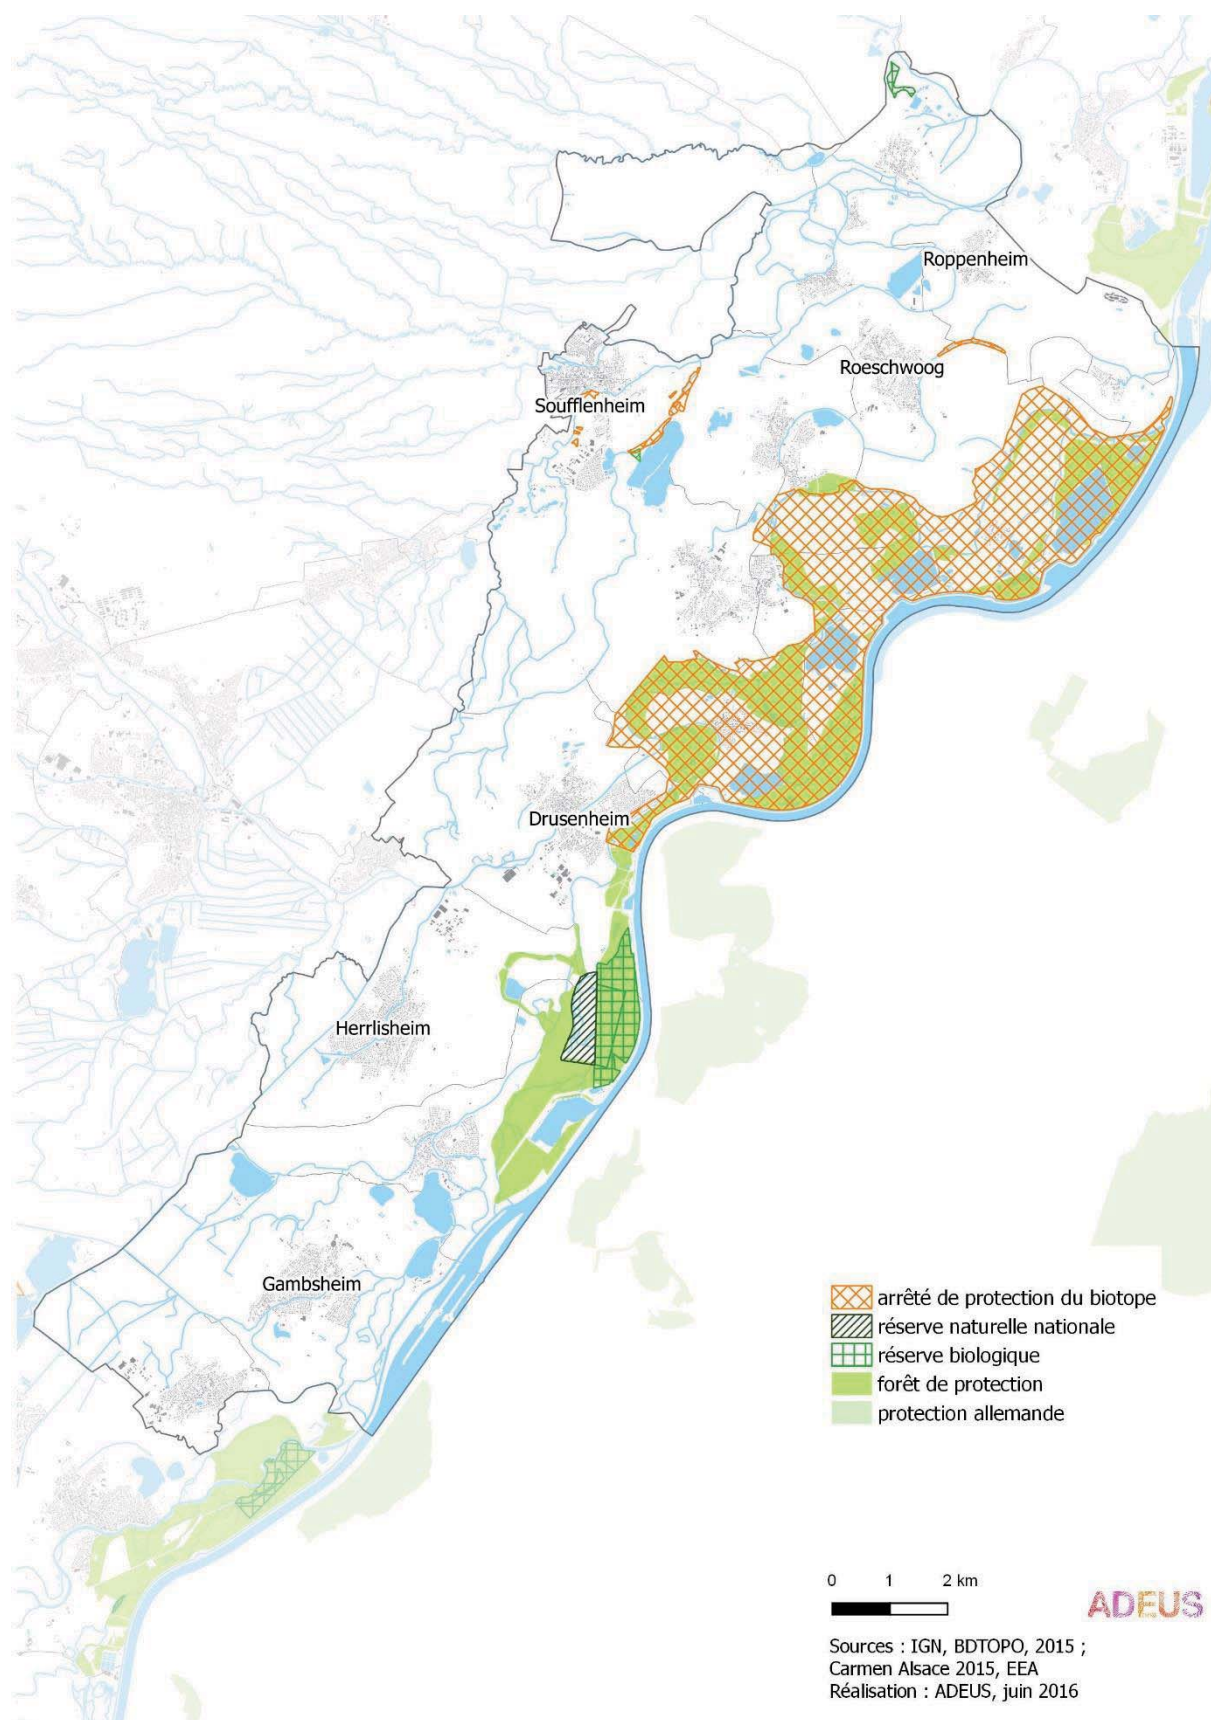 Roppenheim
Roeschwoog
Soufflenheim
Drusenheim
Herrlisheim
Gambsheim
arrêté de protection du biotope
réserve naturelle nationale
réserve biologique
forêt de protection
protection allemande
0 1 2 km
ADEUS
Sources : IGN, BDTOPO, 2015 ;
Carmen Alsace 2015, EEA
Réalisation : ADEUS, juin 2016